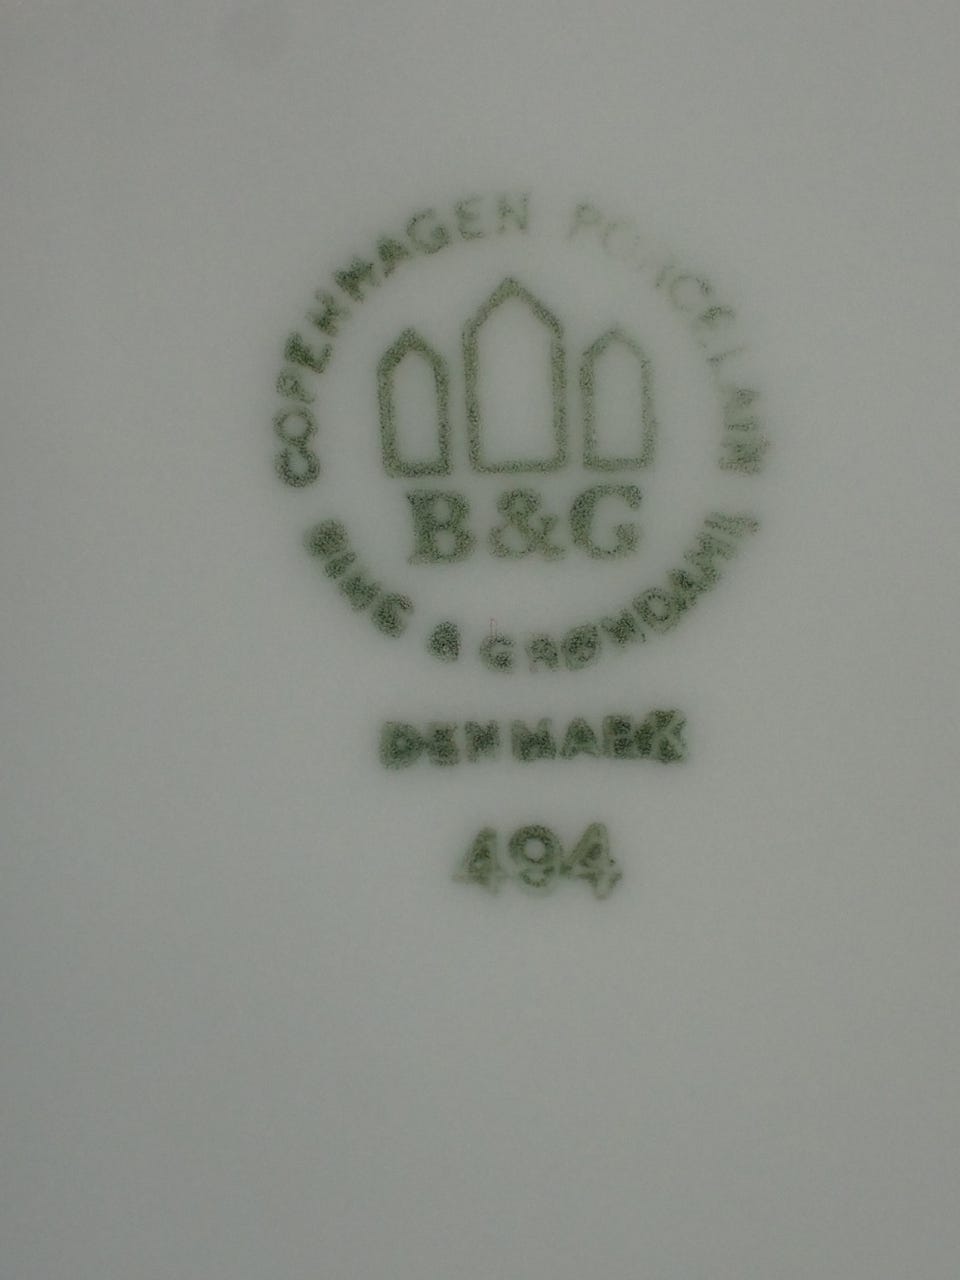 COPENHAGEN PORCELAIN
B&G
BING & GRØNDAHL
DENMARK
494